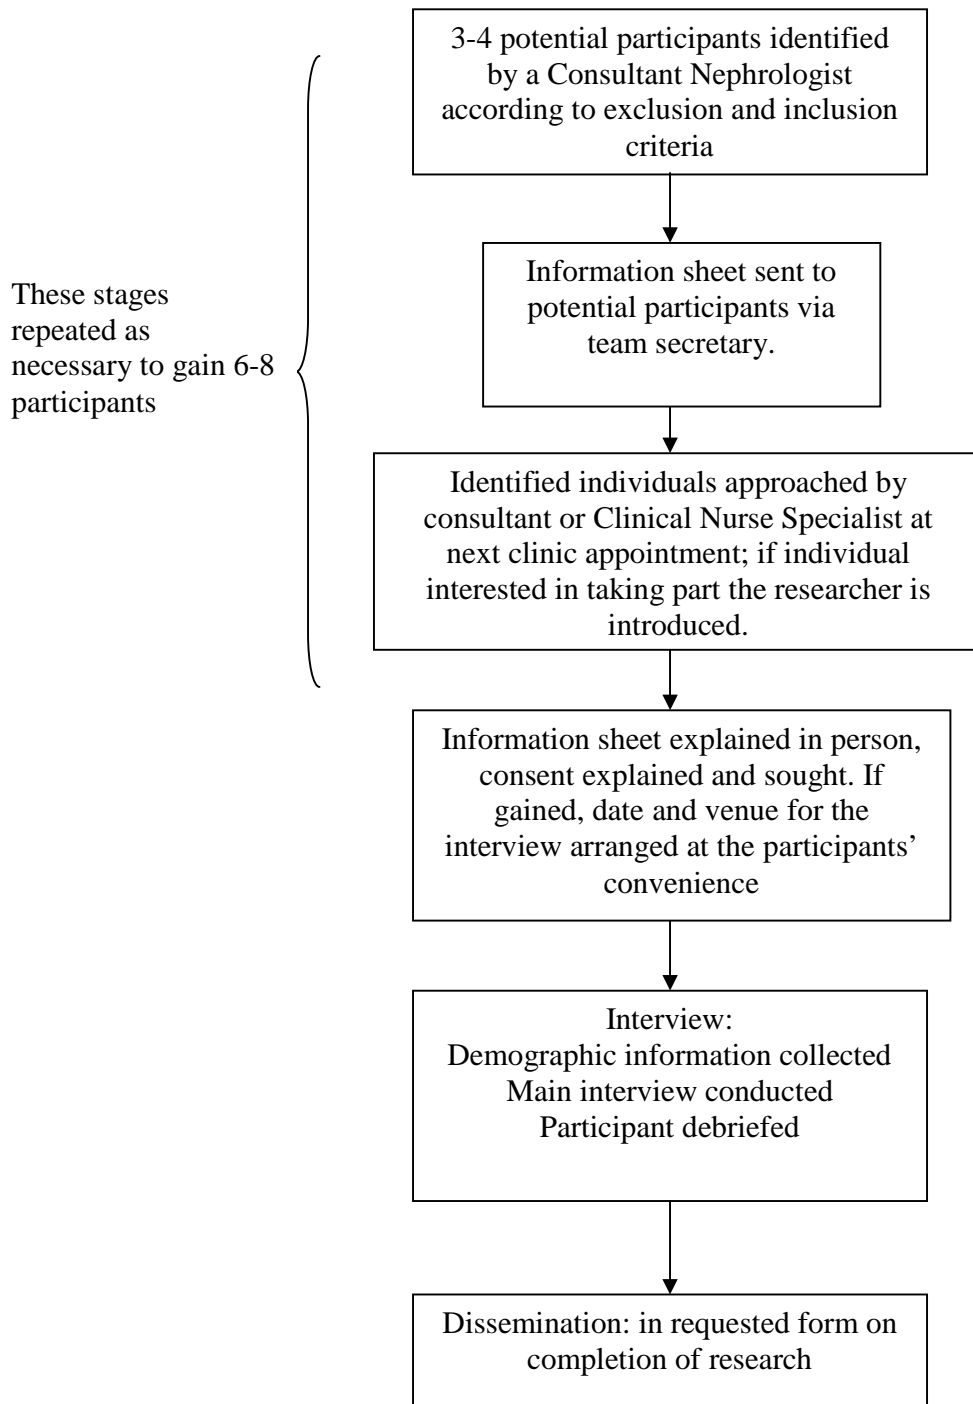 3-4 potential participants identified
by a Consultant Nephrologist
according to exclusion and inclusion
criteria
Information sheet sent to
potential participants via
team secretary.
These stages
repeated as
necessary to gain 6-8
participants
Identified individuals approached by
consultant or Clinical Nurse Specialist at
next clinic appointment; if individual
interested in taking part the researcher is
introduced.
Information sheet explained in person,
consent explained and sought. If
gained, date and venue for the
interview arranged at the participants’
convenience
Interview:
Demographic information collected
Main interview conducted
Participant debriefed
Dissemination: in requested form on
completion of research